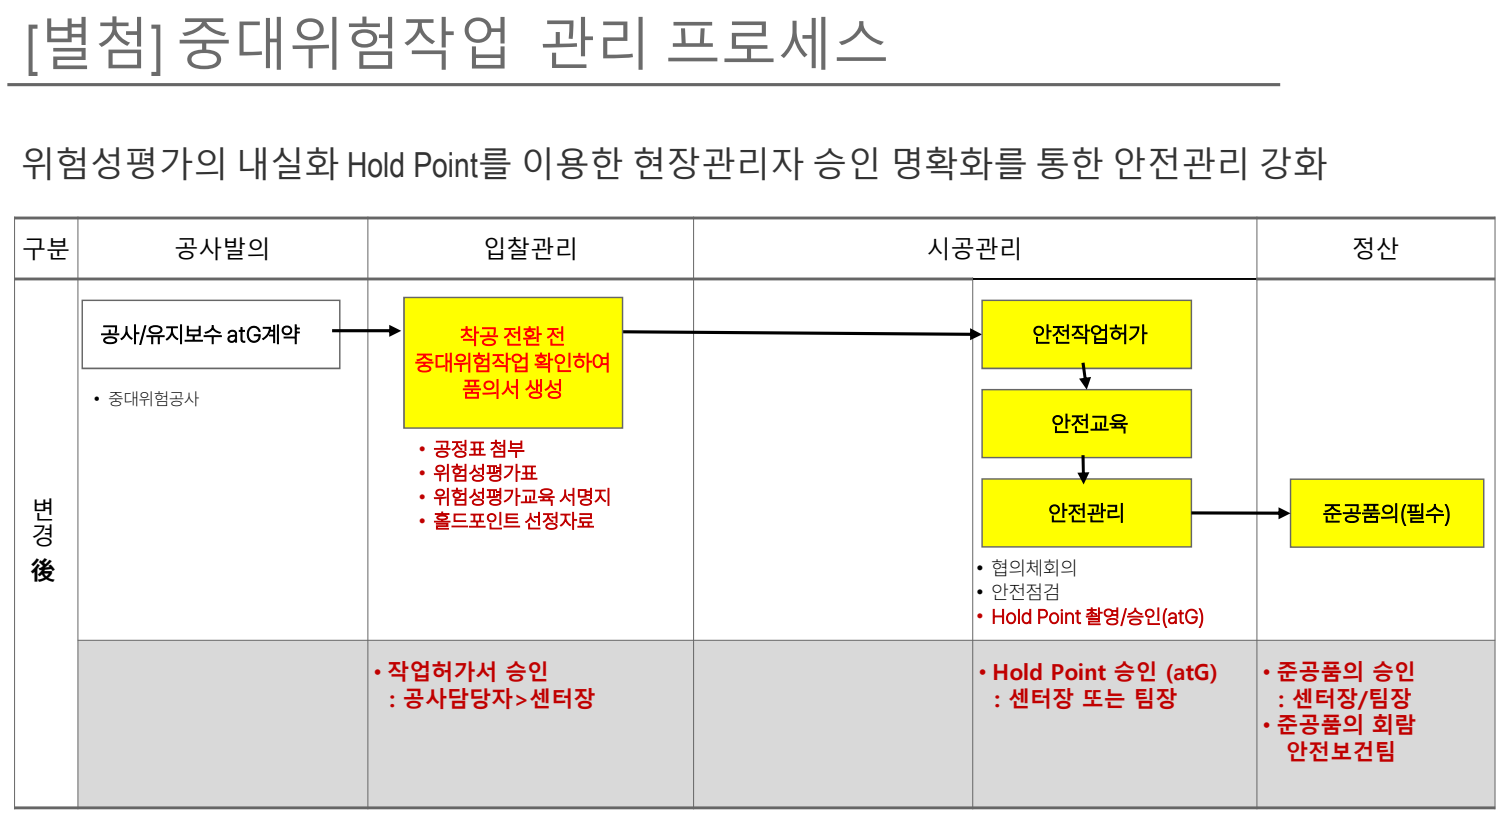 [별첨] 중대위험작업 관리 프로세스
위험성평가의 내실화 Hold Point를 이용한 현장관리자 승인 명확화를 통한 안전관리 강화
구분 공사발의 입찰관리 시공관리 정산
변
경
後
공사/유지보수 atG계약
• 중대위험공사
착공 전환 전
중대위험작업 확인하여
품의서 생성
• 공정표 첨부
• 위험성평가표
• 위험성평가교육 서명지
• 홀드포인트 선정자료
안전작업허가
안전교육
안전관리
• 협의체회의
• 안전점검
• Hold Point 촬영/승인(atG)
준공품의(필수)
• 작업허가서 승인
: 공사담당자>센터장
• Hold Point 승인 (atG)
: 센터장 또는 팀장
• 준공품의 승인
: 센터장/팀장
• 준공품의 회람
안전보건팀